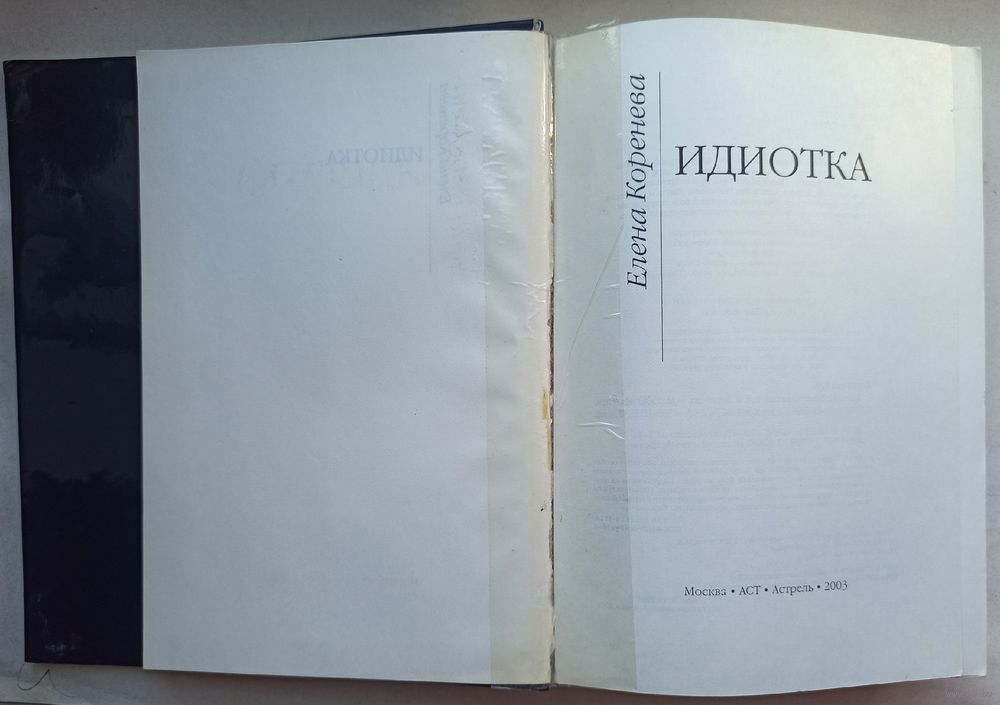 Елена Коренева
ИДИОТКА
Москва • АСТ • Астрель • 2003